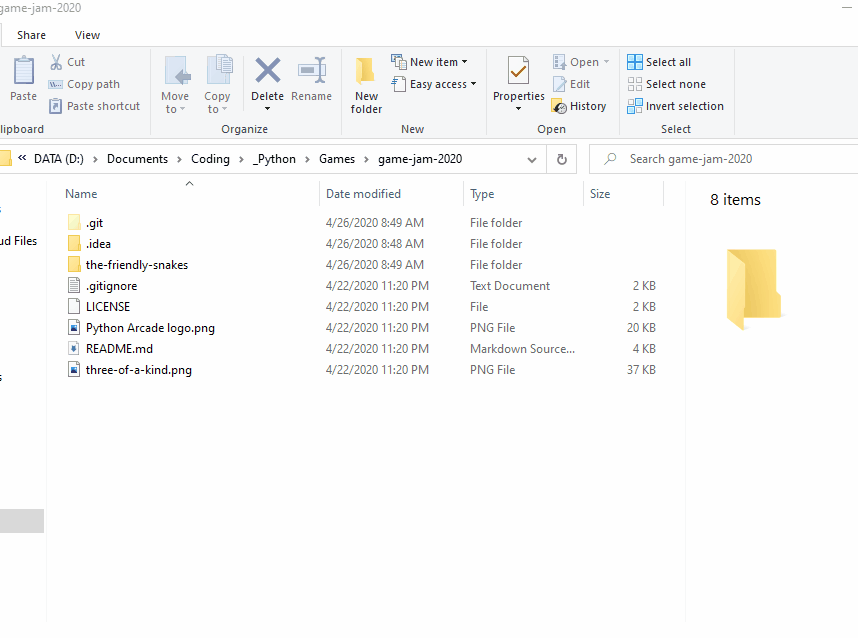 game-jam-2020
Share View
Cut
Copy path
Paste shortcut
Paste
lipboard
Move to
Copy to
Delete
Rename
Organize
New folder
New item
Easy access
New
Properties
Open
Edit
History
Open
Select all
Select none
Invert selection
Select
« DATA (D:) > Documents > Coding > _Python > Games > game-jam-2020
Search game-jam-2020
Name Date modified Type Size
.git 4/26/2020 8:49 AM File folder
.idea 4/26/2020 8:48 AM File folder
the-friendly-snakes 4/26/2020 8:49 AM File folder
.gitignore 4/22/2020 11:20 PM Text Document 2 KB
LICENSE 4/22/2020 11:20 PM File 2 KB
Python Arcade logo.png 4/22/2020 11:20 PM PNG File 20 KB
README.md 4/22/2020 11:20 PM Markdown Source... 4 KB
three-of-a-kind.png 4/22/2020 11:20 PM PNG File 37 KB
8 items
ud Files
s